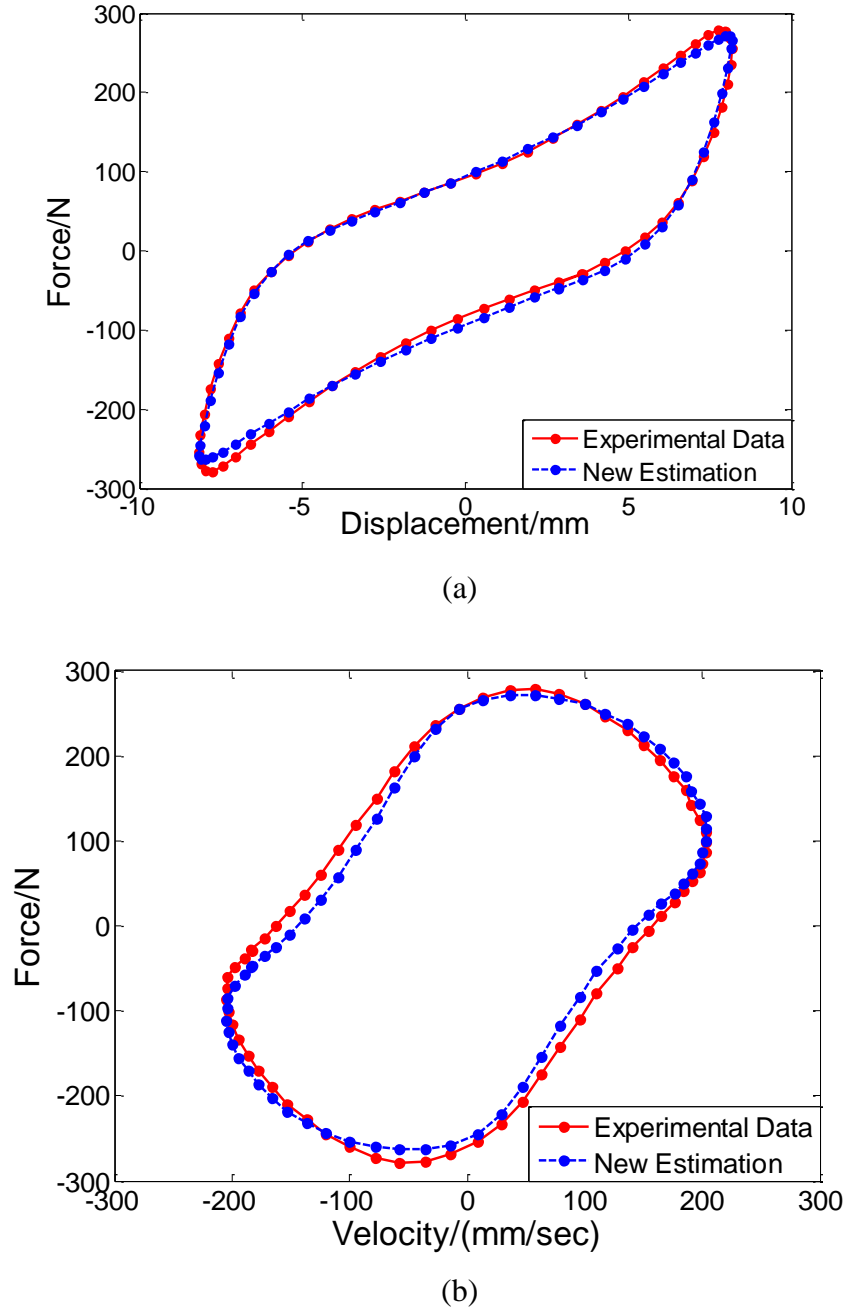 300
200
100
0
-100
-200
-300
-10
-5
0
5
10
Force/N
Displacement/mm
Experimental Data
New Estimation
(a)
300
200
100
0
-100
-200
-300
-300
-200
-100
0
100
200
300
Force/N
Velocity/(mm/sec)
Experimental Data
New Estimation
(b)